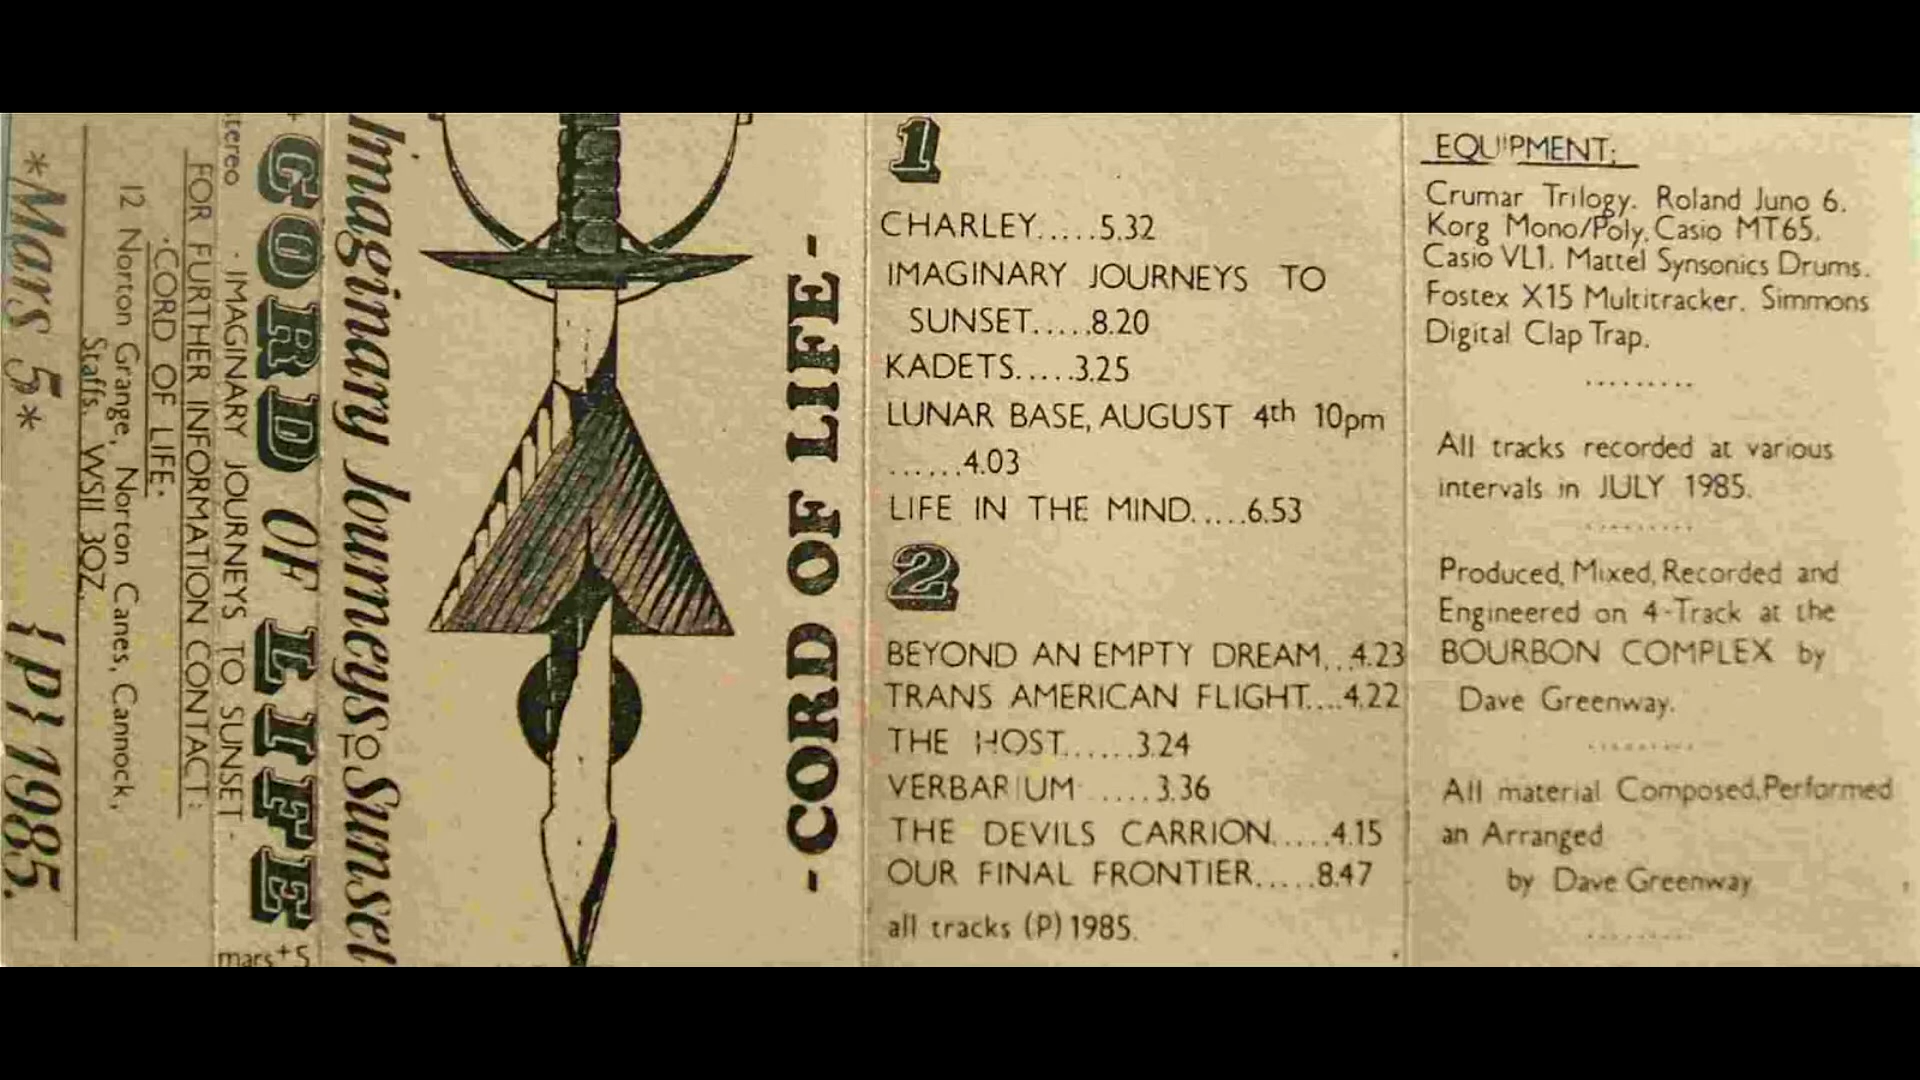 *Mars 5* {P} 1985.
12 Norton Grange, Norton Canes, Cannock,
Staffs. WS11 3QZ.
FOR FURTHER INFORMATION CONTACT:
·CORD OF LIFE·
stereo · IMAGINARY JOURNEYS TO SUNSET · mars+5
+ CORD OF LIFE
Imaginary Journeys TO Sunset
- CORD OF LIFE -
1
CHARLEY.....5.32
IMAGINARY JOURNEYS TO
SUNSET.....8.20
KADETS.....3.25
LUNAR BASE, AUGUST 4th 10pm
......4.03
LIFE IN THE MIND.....6.53
2
BEYOND AN EMPTY DREAM...4.23
TRANS AMERICAN FLIGHT....4.22
THE HOST......3.24
VERBARIUM.....3.36
THE DEVILS CARRION.....4.15
OUR FINAL FRONTIER.....8.47
all tracks (P) 1985.
EQUIPMENT:
Crumar Trilogy. Roland Juno 6.
Korg Mono/Poly. Casio MT65.
Casio VL1. Mattel Synsonics Drums.
Fostex X15 Multitracker. Simmons
Digital Clap Trap.
All tracks recorded at various
intervals in JULY 1985.
Produced, Mixed, Recorded and
Engineered on 4-Track at the
BOURBON COMPLEX by
Dave Greenway.
All material Composed, Performed
an Arranged
by Dave Greenway